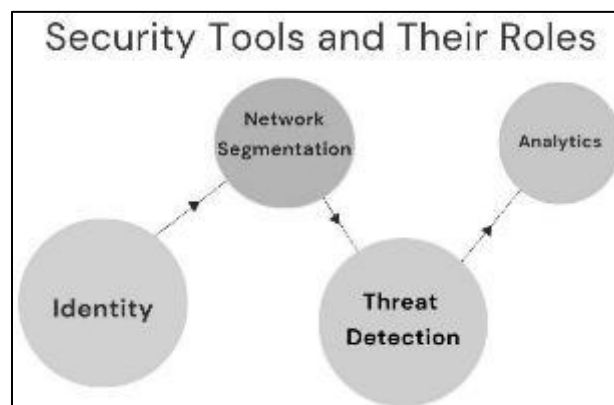 Security Tools and Their Roles
Identity
Network
Segmentation
Threat
Detection
Analytics